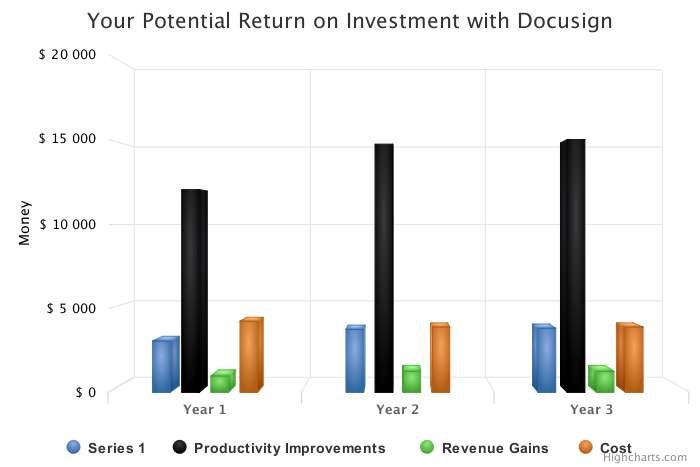 Your Potential Return on Investment with Docusign
$ 20 000
$ 15 000
$ 10 000
$ 5 000
$ 0
Money
Year 1 Year 2 Year 3
Series 1 Productivity Improvements Revenue Gains Cost
Highcharts.com